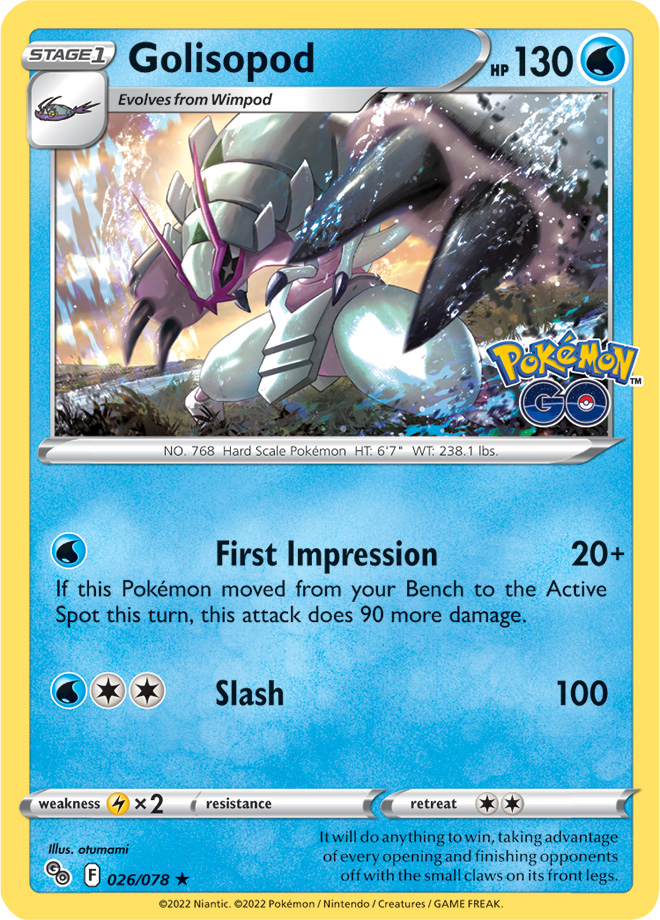 STAGE 1
Golisopod
HP 130
Evolves from Wimpod
Pokémon™
GO
NO. 768 Hard Scale Pokémon HT: 6'7" WT: 238.1 lbs.
First Impression 20+
If this Pokémon moved from your Bench to the Active
Spot this turn, this attack does 90 more damage.
Slash 100
weakness ×2 resistance retreat
Illus. otumami
GO F 026/078 ★
It will do anything to win, taking advantage
of every opening and finishing opponents
off with the small claws on its front legs.
©2022 Niantic. ©2022 Pokémon / Nintendo / Creatures / GAME FREAK.